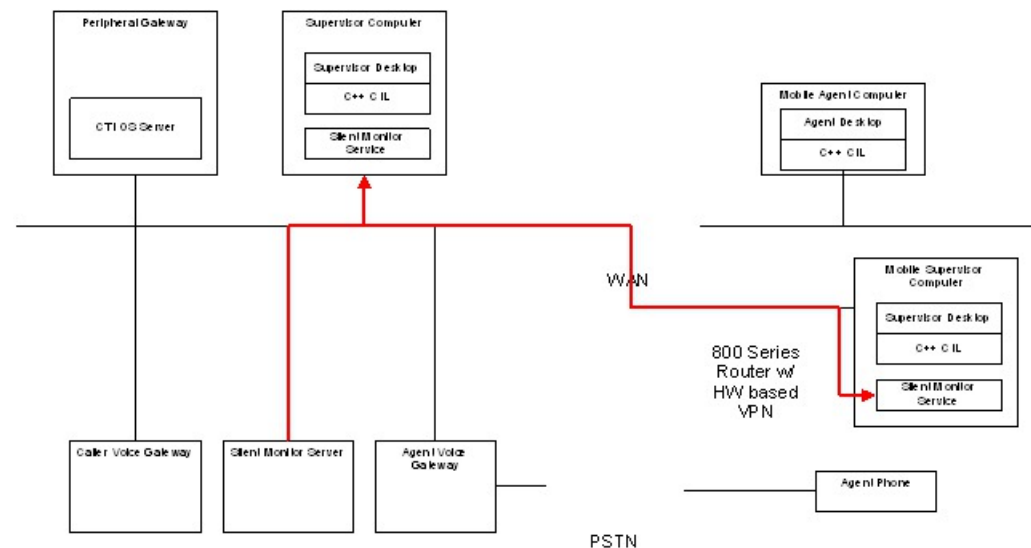 Peripheral Gateway
CTI OS Server
Supervisor Computer
Supervisor Desktop
C++ CIL
Silent Monitor
Service
Mobile Agent Computer
Agent Desktop
C++ CIL
WAN
Mobile Supervisor
Computer
Supervisor Desktop
C++ CIL
Silent Monitor
Service
800 Series
Router w/
HW based
VPN
Caller Voice Gateway
Silent Monitor Server
Agent Voice
Gateway
Agent Phone
PSTN